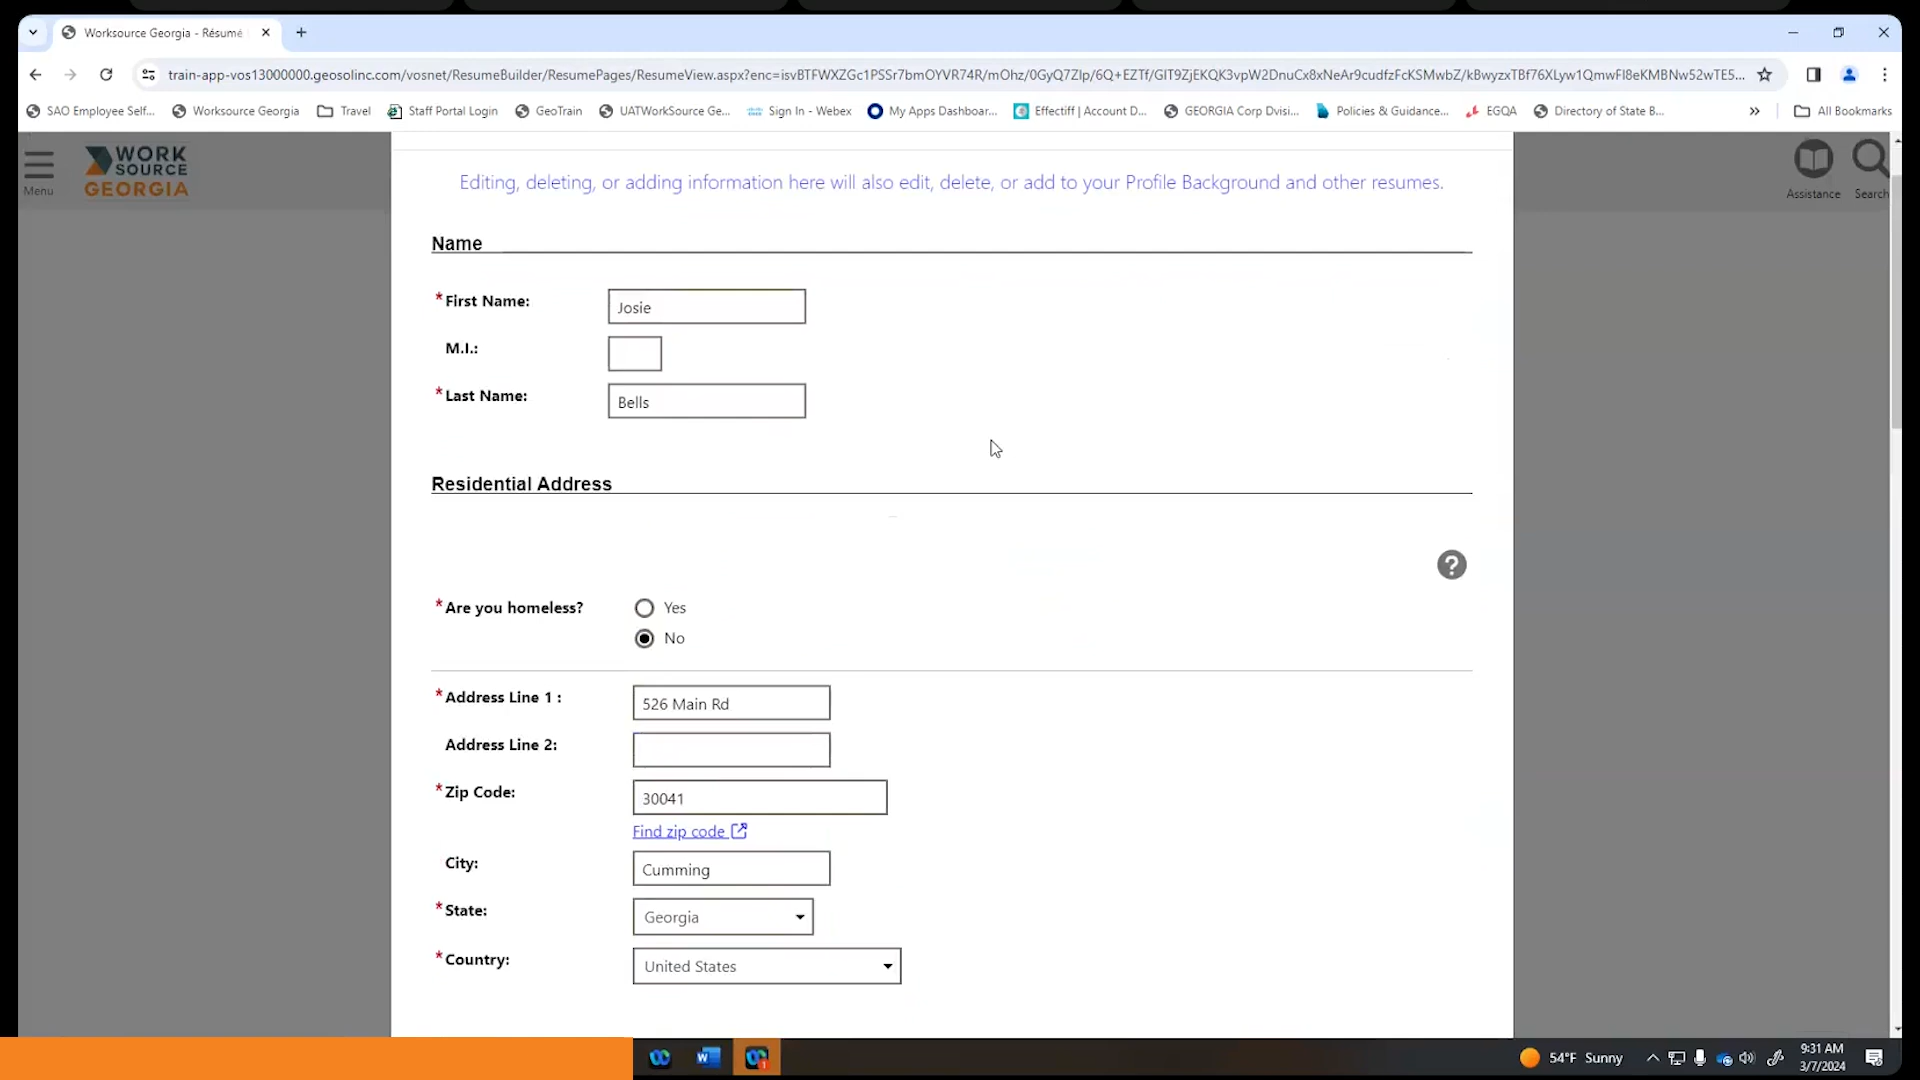 Worksource Georgia - Résumé
train-app-vos13000000.geosolinc.com/vosnet/ResumeBuilder/ResumePages/ResumeView.aspx?enc=isvBTFWXZGc1PSSr7bmOYVR74R/mOhz/0GyQ7ZIp/6Q+EZTf/GIT9ZjEKQK3vpW2DnuCx8xNeAr9cudfzFcKSMwbZ/kBwyzxTBf76XLyw1QmwFI8eKMBNw52wTE5...
SAO Employee Self... Worksource Georgia Travel Staff Portal Login GeoTrain UATWorkSource Ge... Sign In - Webex My Apps Dashboar... Effectiff | Account D... GEORGIA Corp Dvisi... Policies & Guidance... EGQA Directory of State B... » All Bookmarks
Menu
WORK
SOURCE
GEORGIA
Assistance Search
Editing, deleting, or adding information here will also edit, delete, or add to your Profile Background and other resumes.
Name
*First Name: Josie
M.I.:
*Last Name: Bells
Residential Address
?
*Are you homeless? Yes
No
*Address Line 1 : 526 Main Rd
Address Line 2:
*Zip Code: 30041
Find zip code
City: Cumming
*State: Georgia
*Country: United States
54°F Sunny
9:31 AM
3/7/2024